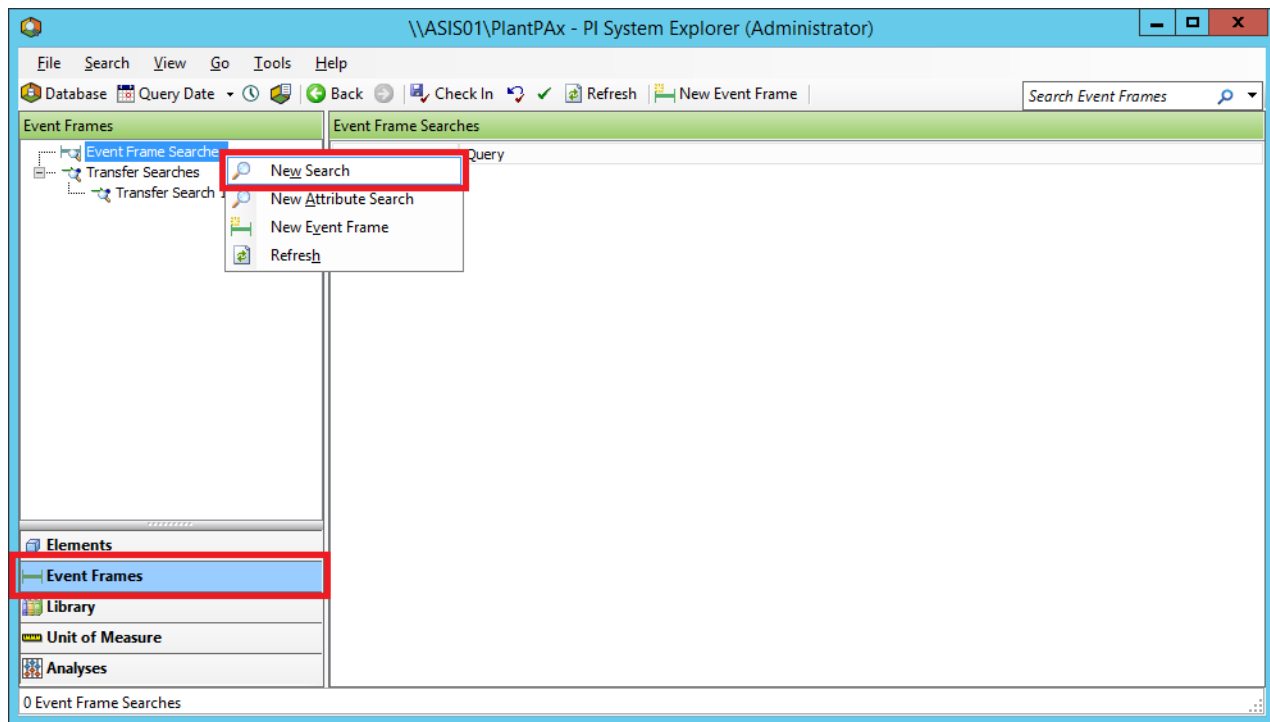 \\ASIS01\PlantPAx - PI System Explorer (Administrator)
File Search View Go Tools Help
Database Query Date Back Check In Refresh New Event Frame Search Event Frames
Event Frames
Event Frame Searches
Transfer Searches
Transfer Search 1
New Search
New Attribute Search
New Event Frame
Refresh
Event Frame Searches
Query
Elements
Event Frames
Library
Unit of Measure
Analyses
0 Event Frame Searches